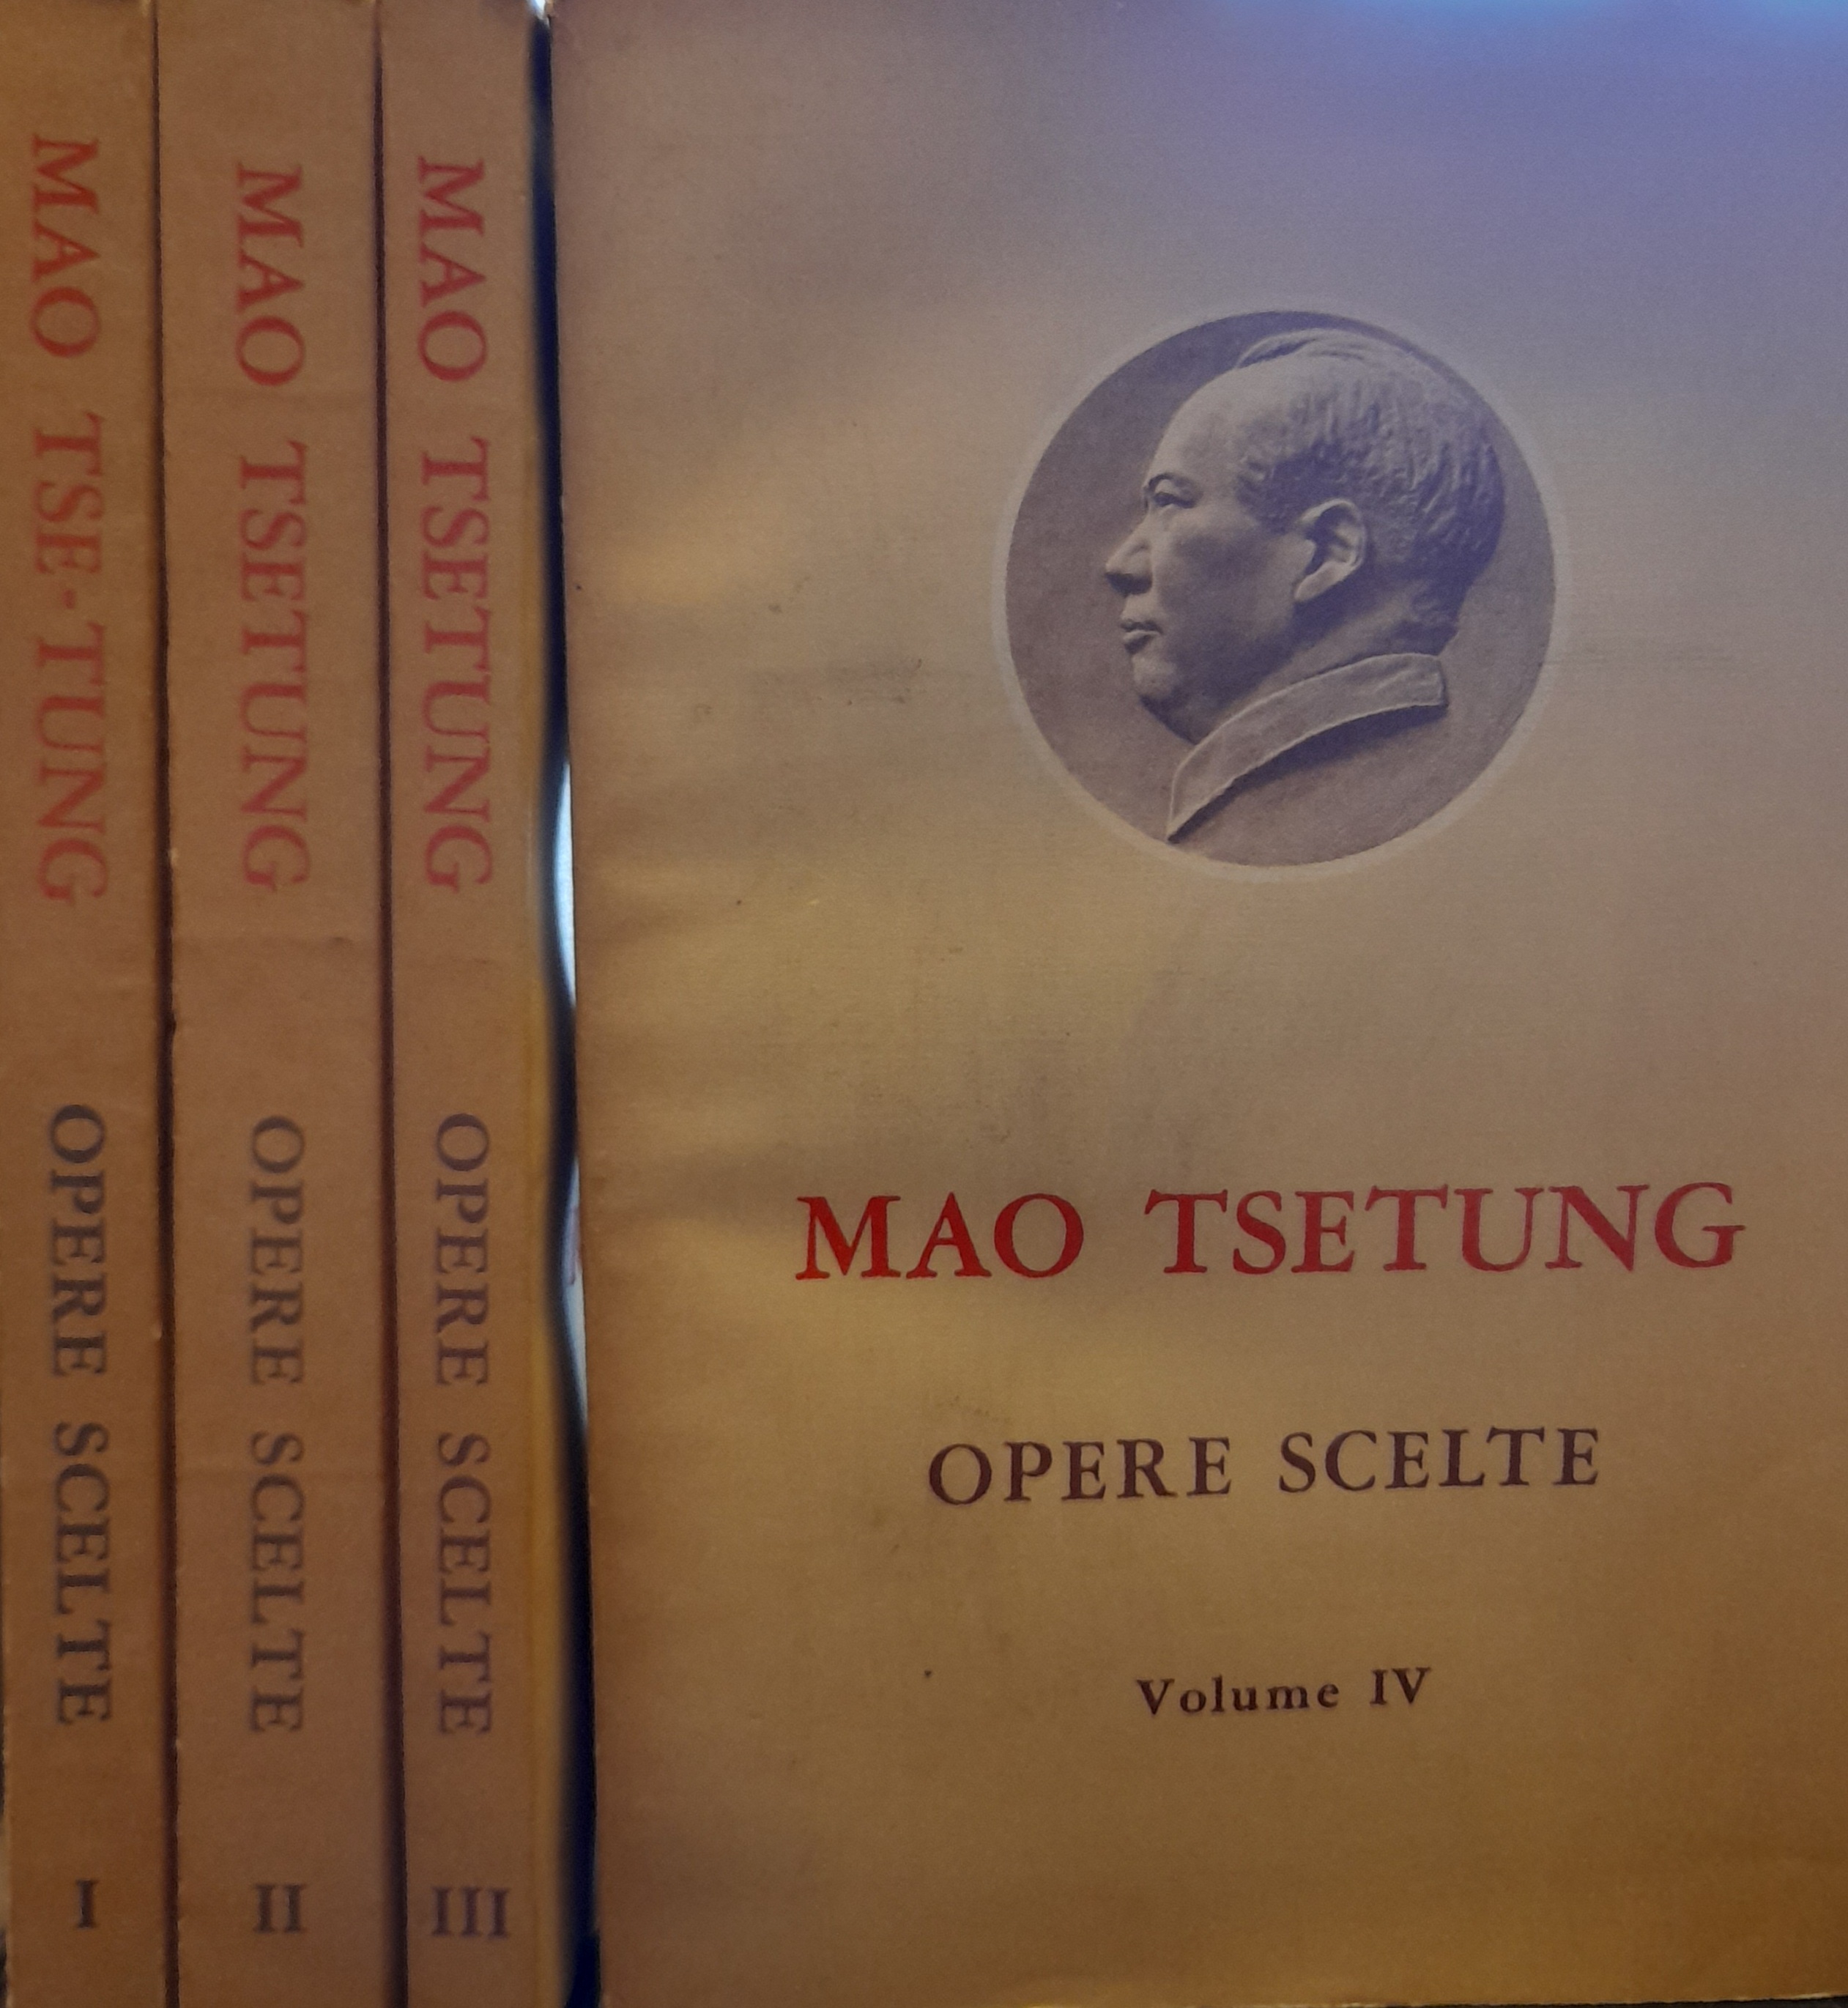 MAO TSE-TUNG OPERE SCELTE I
MAO TSETUNG OPERE SCELTE II
MAO TSETUNG OPERE SCELTE III
MAO TSETUNG
OPERE SCELTE
Volume IV